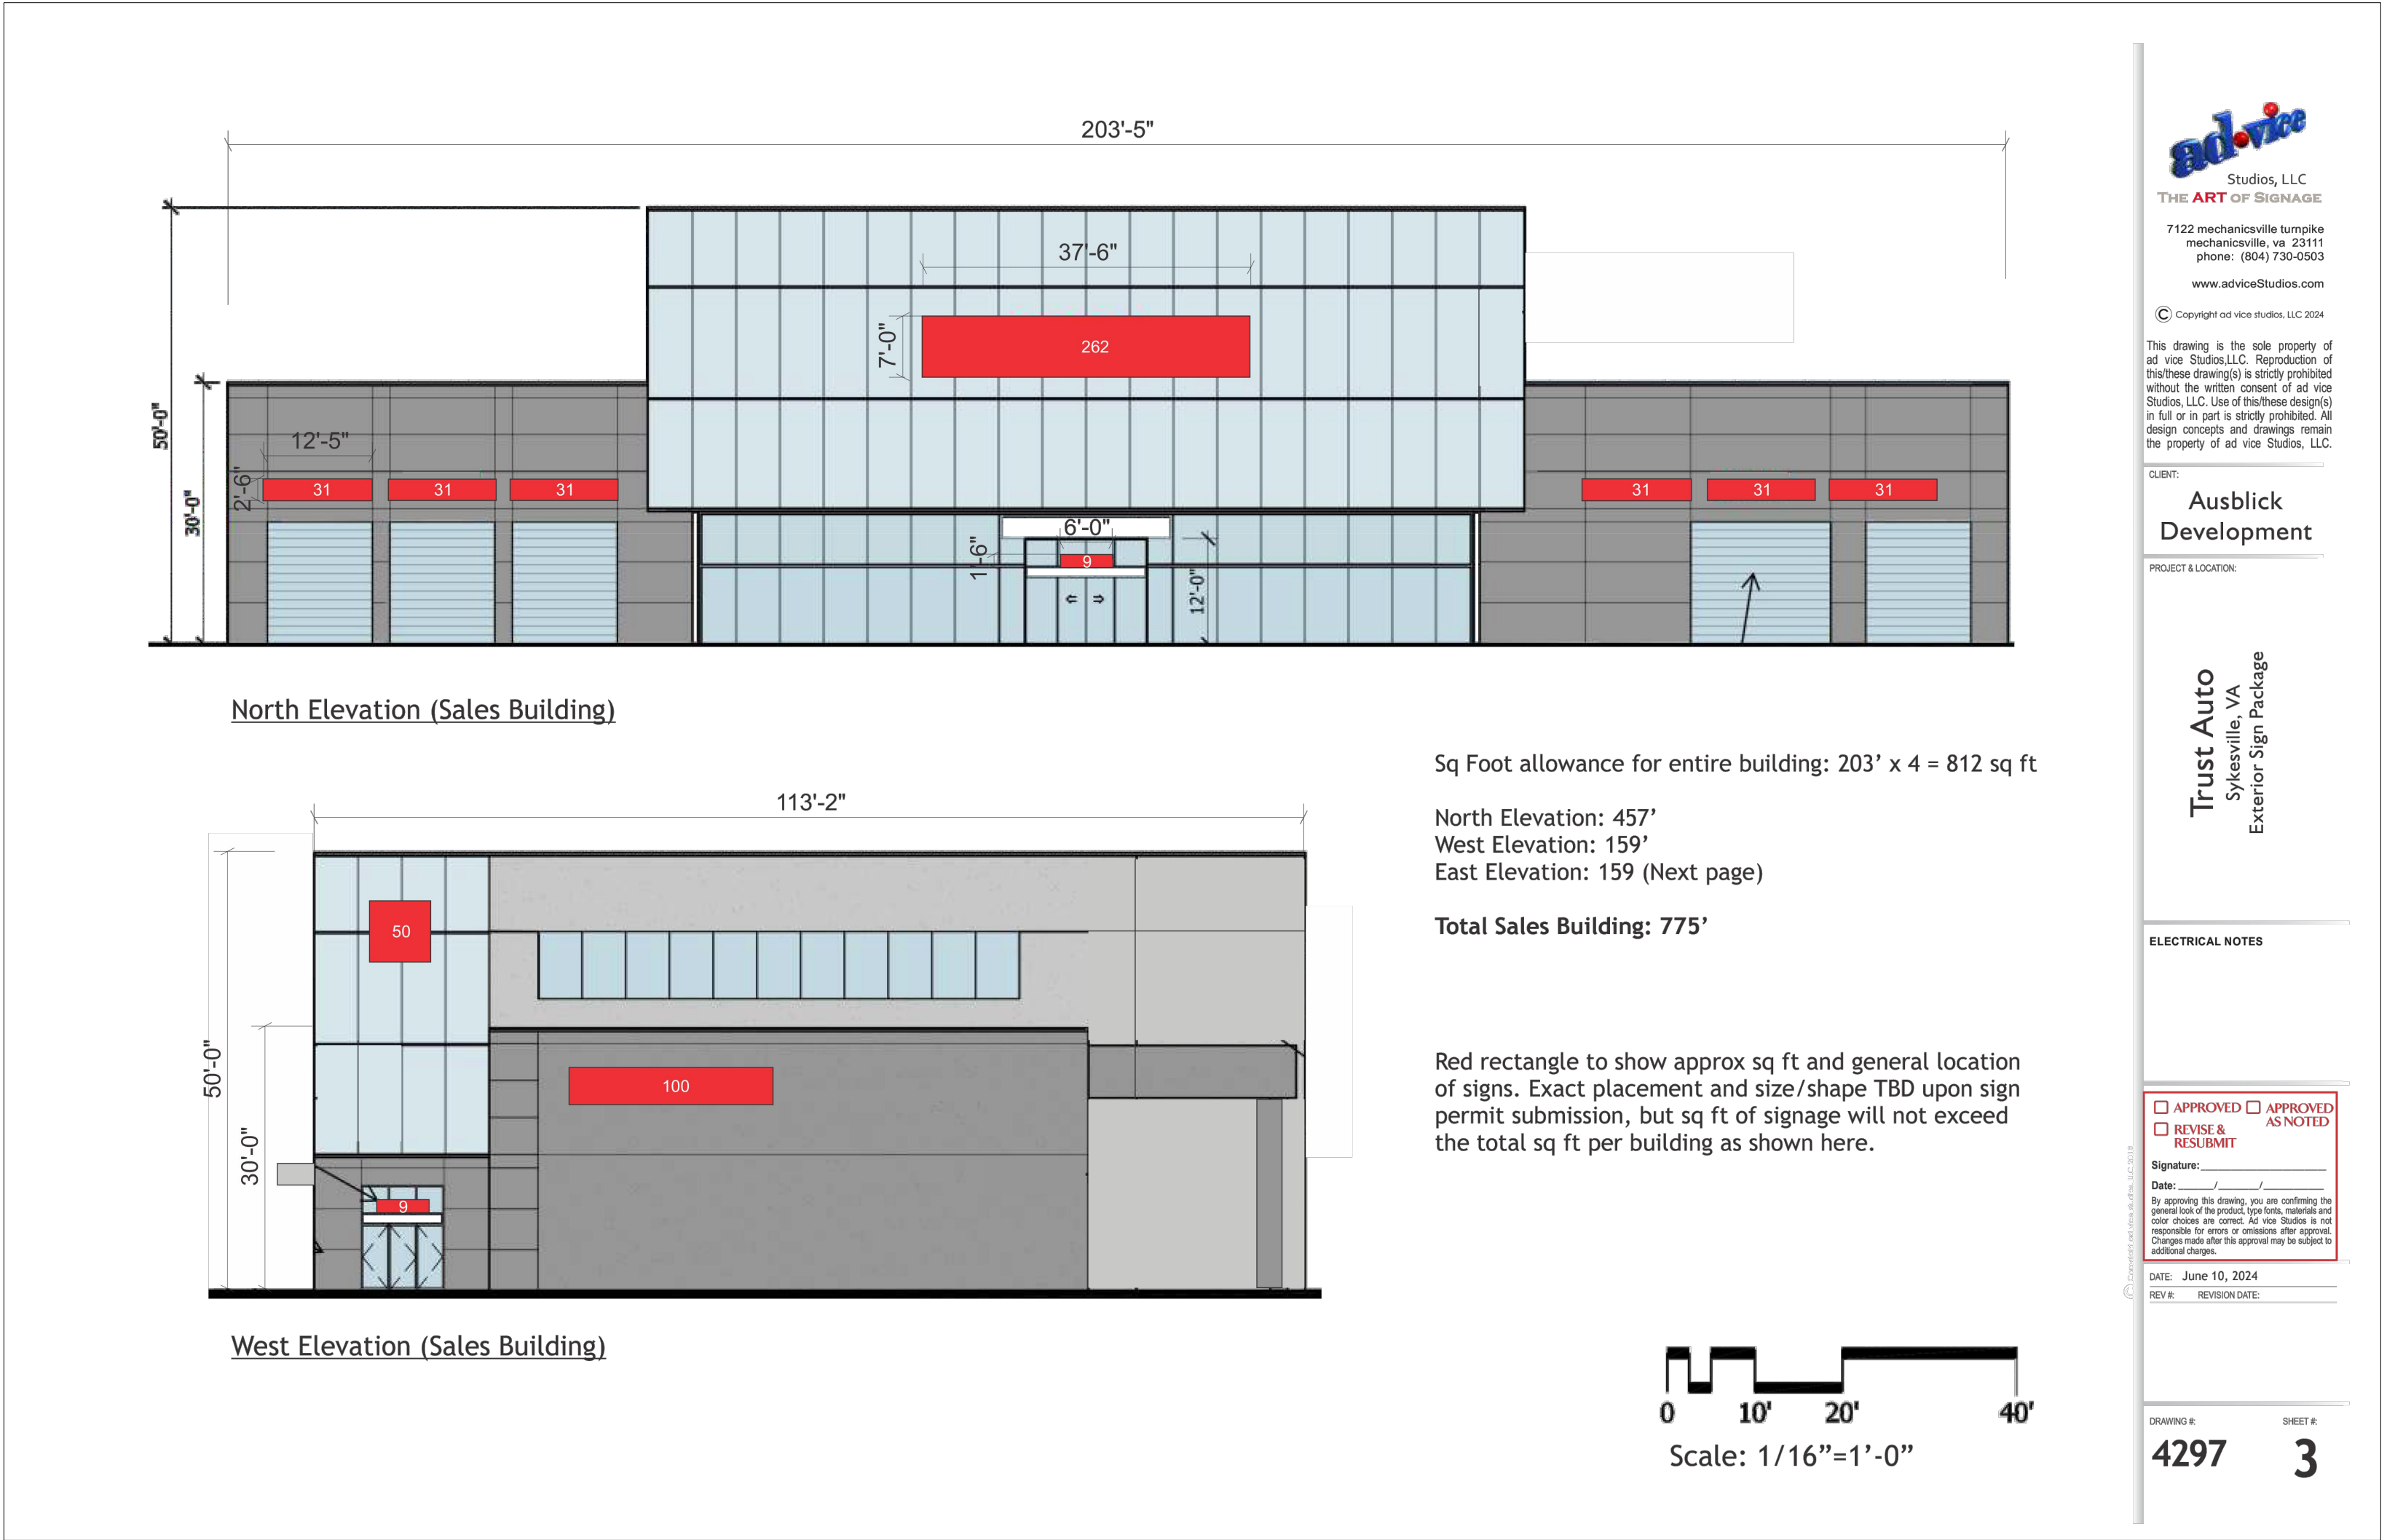 203'-5"
37'-6"
7'-0"
262
50'-0"
30'-0"
12'-5"
2'-6"
31
31
31
31
31
31
6'-0"
1'-6"
9
12'-0"
North Elevation (Sales Building)
113'-2"
50
50'-0"
30'-0"
100
9
West Elevation (Sales Building)
Sq Foot allowance for entire building: 203’ x 4 = 812 sq ft
North Elevation: 457’
West Elevation: 159’
East Elevation: 159 (Next page)
Total Sales Building: 775’
Red rectangle to show approx sq ft and general location
of signs. Exact placement and size/shape TBD upon sign
permit submission, but sq ft of signage will not exceed
the total sq ft per building as shown here.
0 10' 20' 40'
Scale: 1/16”=1’-0”
ad vice
Studios, LLC
THE ART OF SIGNAGE
7122 mechanicsville turnpike
mechanicsville, va 23111
phone: (804) 730-0503
www.adviceStudios.com
© Copyright ad vice studios, LLC 2024
This drawing is the sole property of
ad vice Studios,LLC. Reproduction of
this/these drawing(s) is strictly prohibited
without the written consent of ad vice
Studios, LLC. Use of this/these design(s)
in full or in part is strictly prohibited. All
design concepts and drawings remain
the property of ad vice Studios, LLC.
CLIENT:
Ausblick
Development
PROJECT & LOCATION:
Trust Auto
Sykesville, VA
Exterior Sign Package
ELECTRICAL NOTES
APPROVED APPROVED
AS NOTED
REVISE &
RESUBMIT
Signature:
Date: / /
By approving this drawing, you are confirming the
general look of the product, type fonts, materials and
color choices are correct. Ad vice Studios is not
responsible for errors or omissions after approval.
Changes made after this approval may be subject to
additional charges.
DATE: June 10, 2024
REV #: REVISION DATE:
DRAWING #: SHEET #:
4297 3